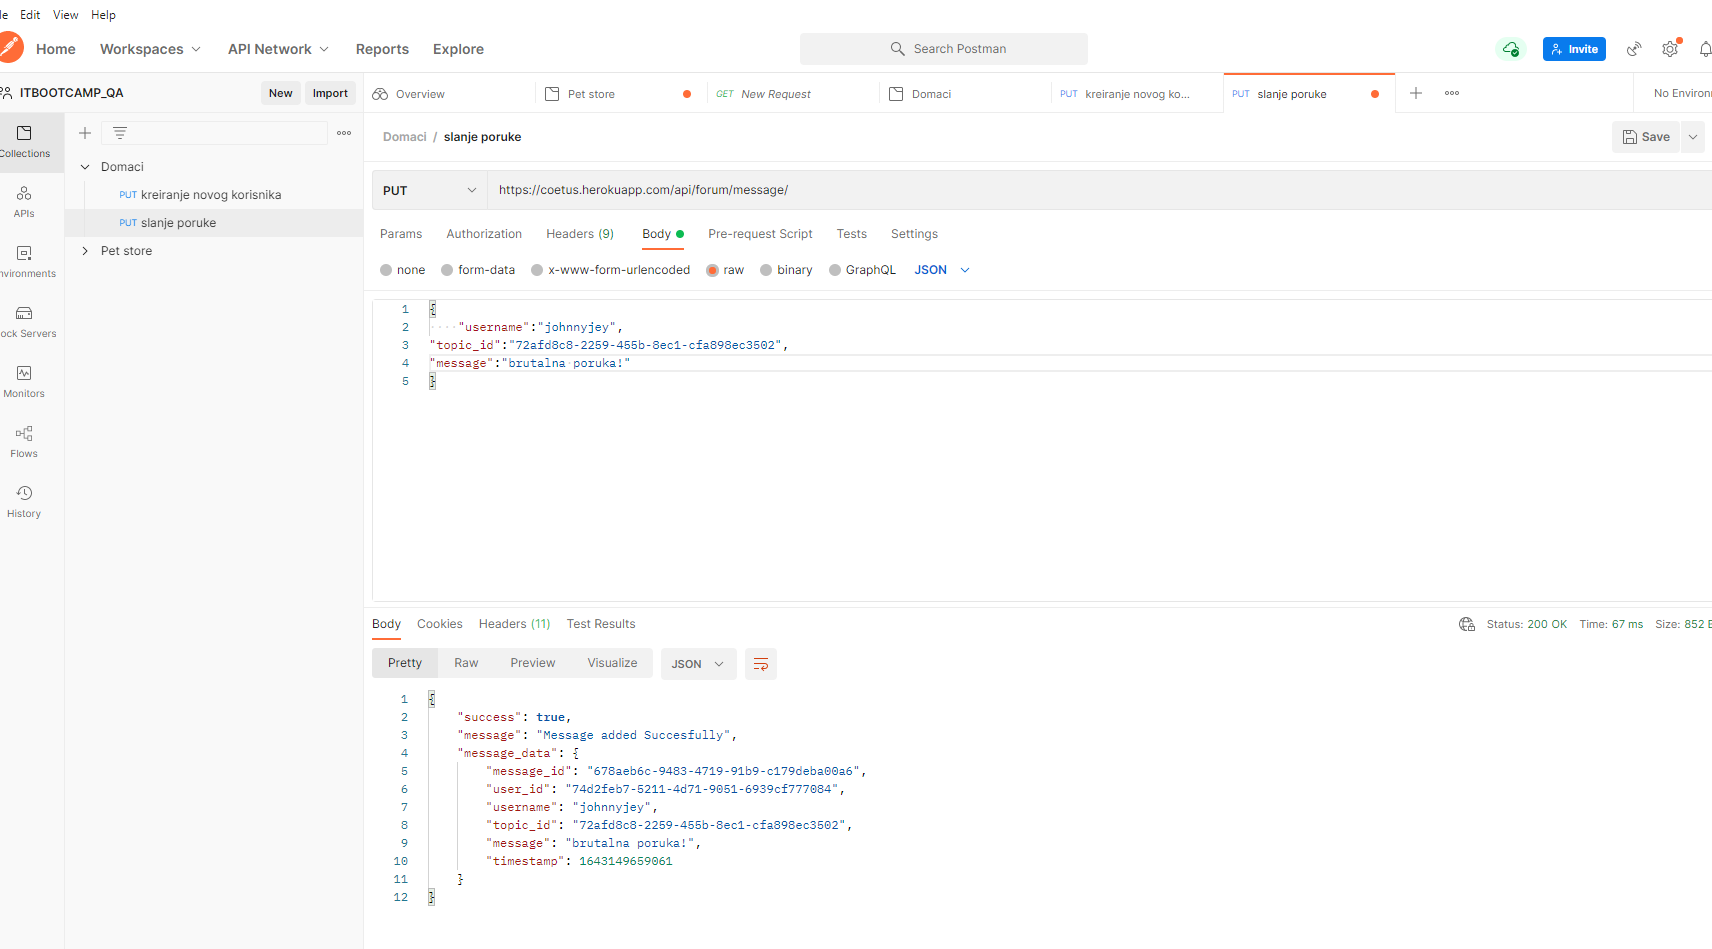 le Edit View Help
Home Workspaces API Network Reports Explore Search Postman Invite
ITBOOTCAMP_QA New Import Overview Pet store GET New Request Domaci PUT kreiranje novog ko... PUT slanje poruke No Environ
Domaci / slanje poruke Save
Collections
Domaci
PUT kreiranje novog korisnika
PUT slanje poruke
Pet store
APIs
nvironments
ock Servers
Monitors
Flows
History
PUT https://coetus.herokuapp.com/api/forum/message/
Params Authorization Headers (9) Body Pre-request Script Tests Settings
none form-data x-www-form-urlencoded raw binary GraphQL JSON
1 {
2 "username":"johnnyjey",
3 "topic_id":"72afd8c8-2259-455b-8ec1-cfa898ec3502",
4 "message":"brutalna poruka!"
5 }
Body Cookies Headers (11) Test Results Status: 200 OK Time: 67 ms Size: 852 B
Pretty Raw Preview Visualize JSON
1 {
2 "success": true,
3 "message": "Message added Succesfully",
4 "message_data": {
5 "message_id": "678aeb6c-9483-4719-91b9-c179deba00a6",
6 "user_id": "74d2feb7-5211-4d71-9051-6939cf777084",
7 "username": "johnnyjey",
8 "topic_id": "72afd8c8-2259-455b-8ec1-cfa898ec3502",
9 "message": "brutalna poruka!",
10 "timestamp": 1643149659061
11 }
12 }